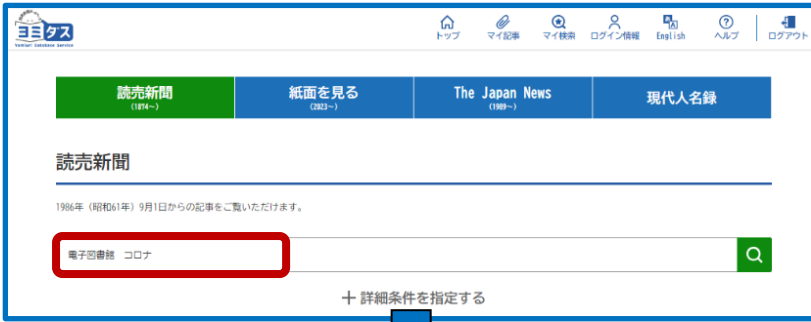 ヨミダス
Yomiuri Database Service
トップ マイ記事 マイ検索 ログイン情報 English ヘルプ ログアウト
読売新聞 紙面を見る The Japan News 現代人名録
(1874～) (2023～) (1989～)
読売新聞
1986年（昭和61年）9月1日からの記事をご覧いただけます。
電子図書館 コロナ
＋詳細条件を指定する